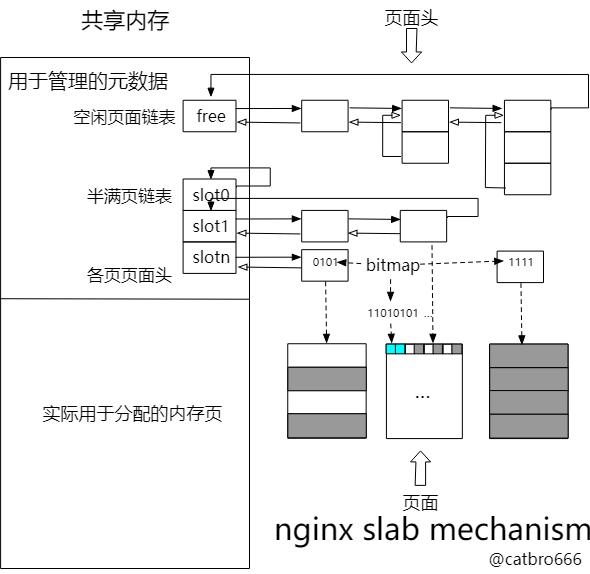 共享内存
页面头
用于管理的元数据
空闲页面链表
free
半满页链表
slot0
slot1
slotn
各页页面头
0101
bitmap
1111
11010101 ...
实际用于分配的内存页
...
页面
nginx slab mechanism
@catbro666